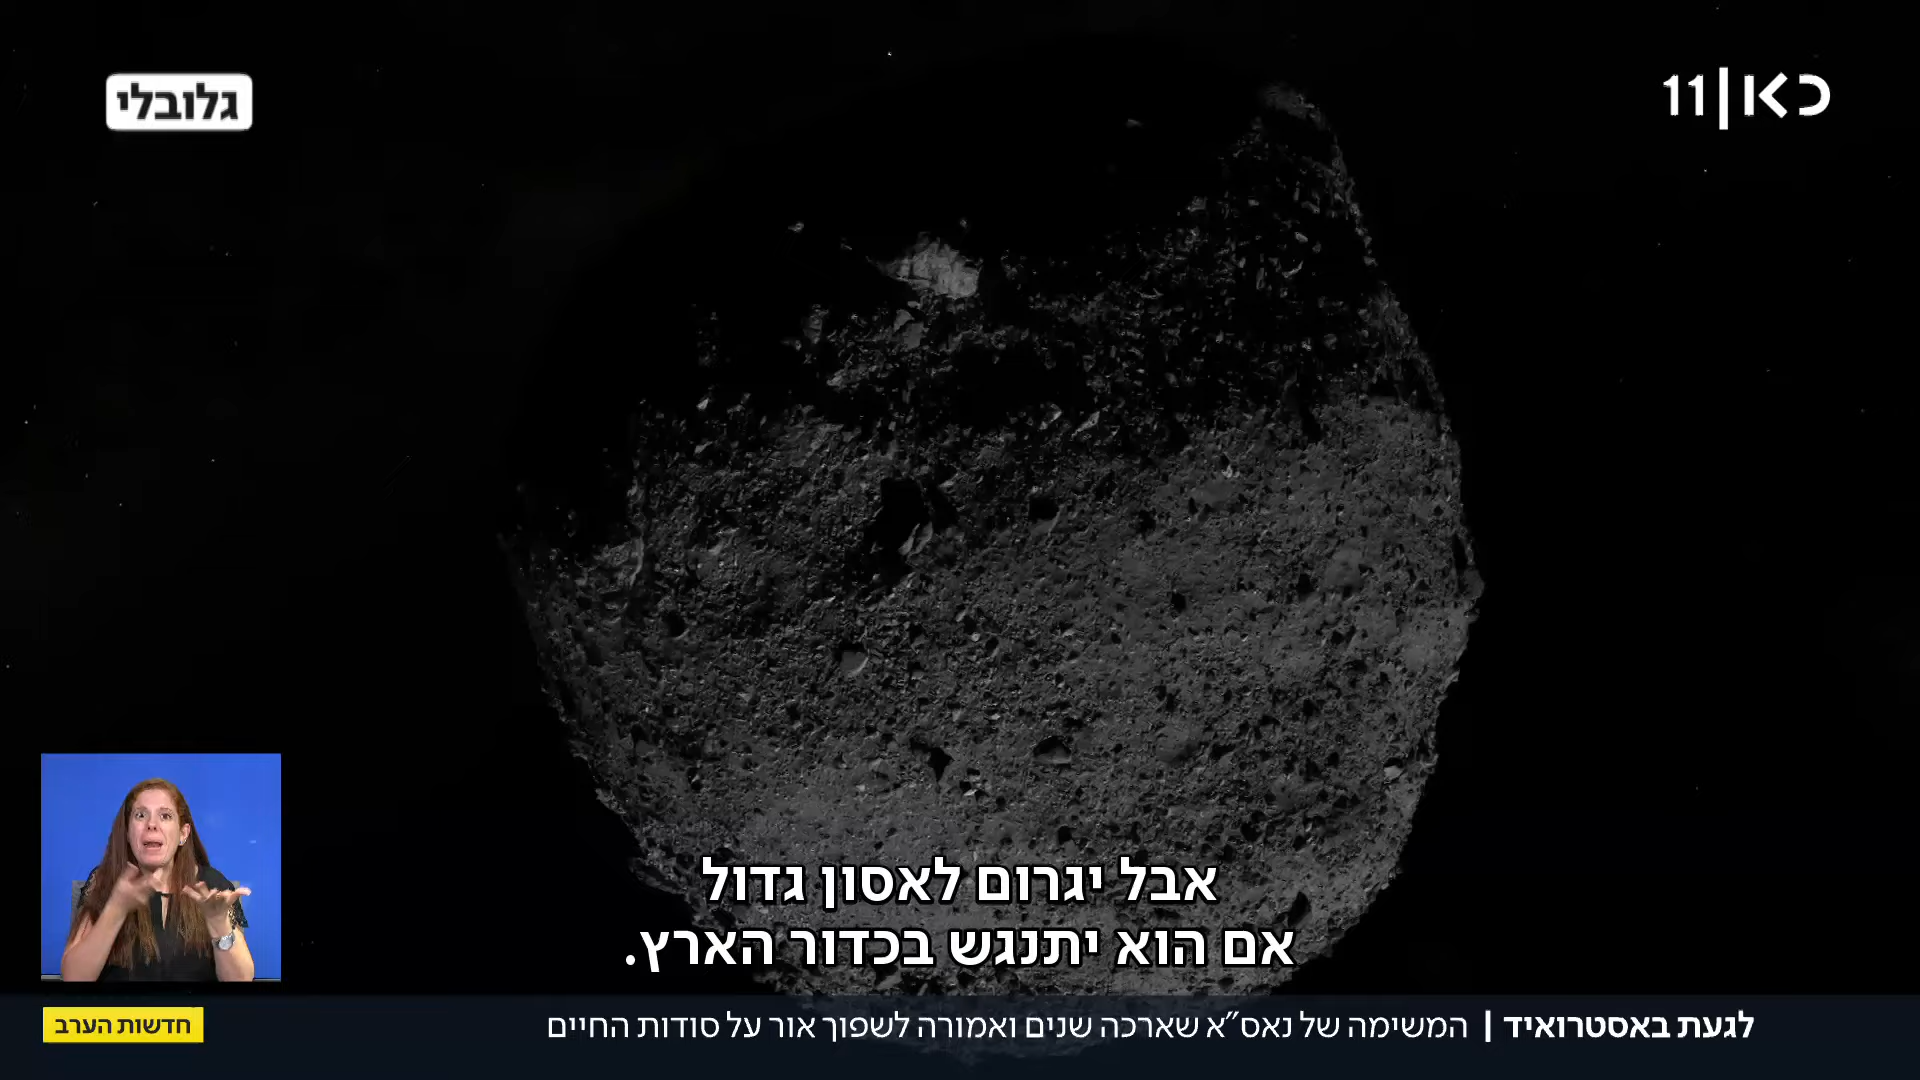 כאן|11
גלובלי
אבל יגרום לאסון גדול
אם הוא יתנגש בכדור הארץ.
לגעת באסטרואיד | המשימה של נאס״א שארכה שנים ואמורה לשפוך אור על סודות החיים
חדשות הערב